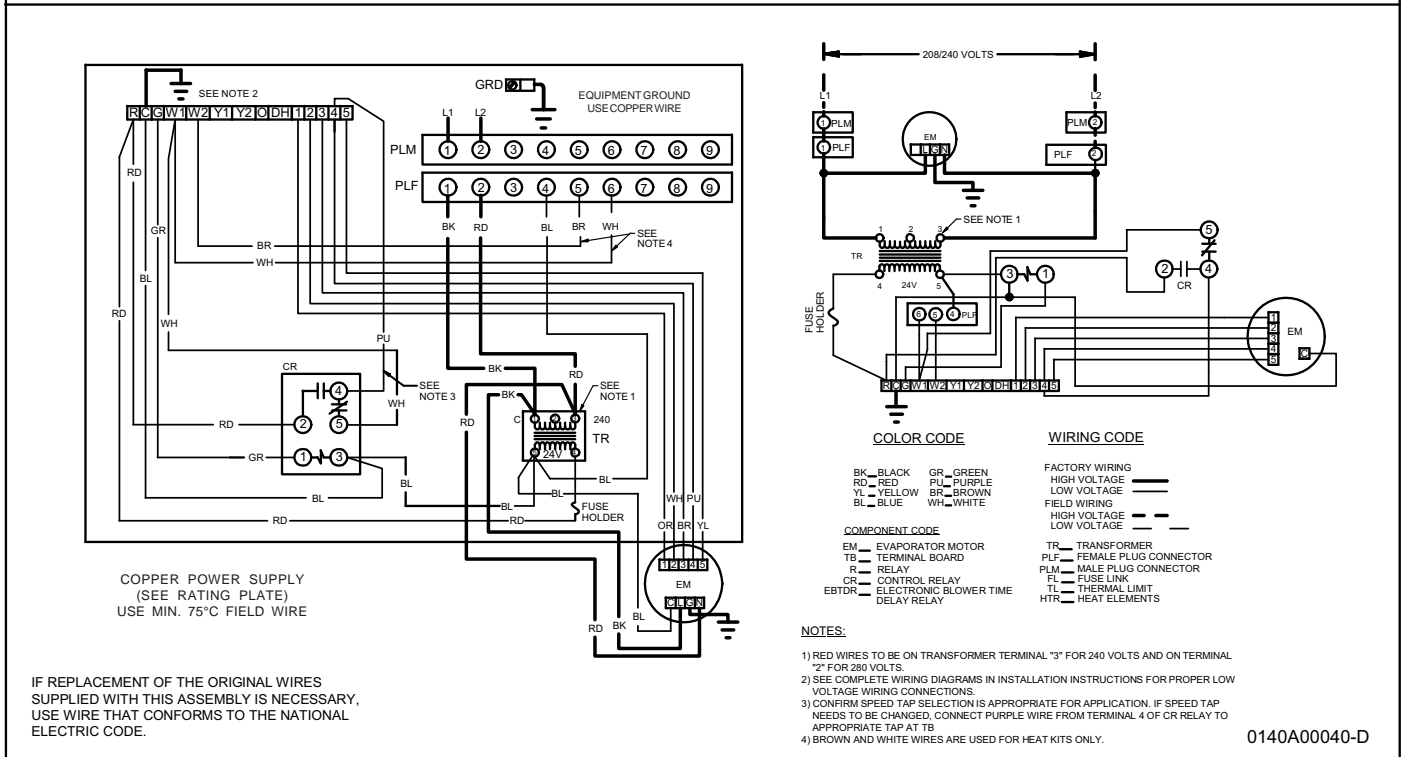 SEE NOTE 2
R C G W1 W2 Y1 Y2 O DH 1 2 3 4 5
GRD
EQUIPMENT GROUND
USE COPPER WIRE
L1 L2
PLM 1 2 3 4 5 6 7 8 9
PLF 1 2 3 4 5 6 7 8 9
BK RD BL BR WH
SEE
NOTE 4
BR
WH
RD
GR
BL
RD
WH
PU
CR
4
2 5
1 3
SEE
NOTE 3
WH
RD
GR
BL
BL
RD
BK
RD
BK
RD
SEE
NOTE 1
C 1 2 3 240
TR
24V
BL
BL
BL
RD
FUSE
HOLDER
WH PU
OR BR YL
1 2 3 4 5
EM
C L G N
RD BK BL
COPPER POWER SUPPLY
(SEE RATING PLATE)
USE MIN. 75°C FIELD WIRE
IF REPLACEMENT OF THE ORIGINAL WIRES
SUPPLIED WITH THIS ASSEMBLY IS NECESSARY,
USE WIRE THAT CONFORMS TO THE NATIONAL
ELECTRIC CODE.
208/240 VOLTS
L1 L2
1 PLM
PLM 2
1 PLF
PLF 2
EM
L G N
SEE NOTE 1
1 2 3
TR
4 24V 5
3 1
5
2 4
CR
FUSE
HOLDER
6 5 4 PLF
1
2
3
4
5
EM
C
R C G W1 W2 Y1 Y2 O DH 1 2 3 4 5
COLOR CODE
BK BLACK GR GREEN
RD RED PU PURPLE
YL YELLOW BR BROWN
BL BLUE WH WHITE
WIRING CODE
FACTORY WIRING
HIGH VOLTAGE
LOW VOLTAGE
FIELD WIRING
HIGH VOLTAGE
LOW VOLTAGE
COMPONENT CODE
EM EVAPORATOR MOTOR
TB TERMINAL BOARD
R RELAY
CR CONTROL RELAY
EBTDR ELECTRONIC BLOWER TIME
DELAY RELAY
TR TRANSFORMER
PLF FEMALE PLUG CONNECTOR
PLM MALE PLUG CONNECTOR
FL FUSE LINK
TL THERMAL LIMIT
HTR HEAT ELEMENTS
NOTES:
1) RED WIRES TO BE ON TRANSFORMER TERMINAL "3" FOR 240 VOLTS AND ON TERMINAL
"2" FOR 280 VOLTS.
2) SEE COMPLETE WIRING DIAGRAMS IN INSTALLATION INSTRUCTIONS FOR PROPER LOW
VOLTAGE WIRING CONNECTIONS.
3) CONFIRM SPEED TAP SELECTION IS APPROPRIATE FOR APPLICATION. IF SPEED TAP
NEEDS TO BE CHANGED, CONNECT PURPLE WIRE FROM TERMINAL 4 OF CR RELAY TO
APPROPRIATE TAP AT TB
4) BROWN AND WHITE WIRES ARE USED FOR HEAT KITS ONLY.
0140A00040-D